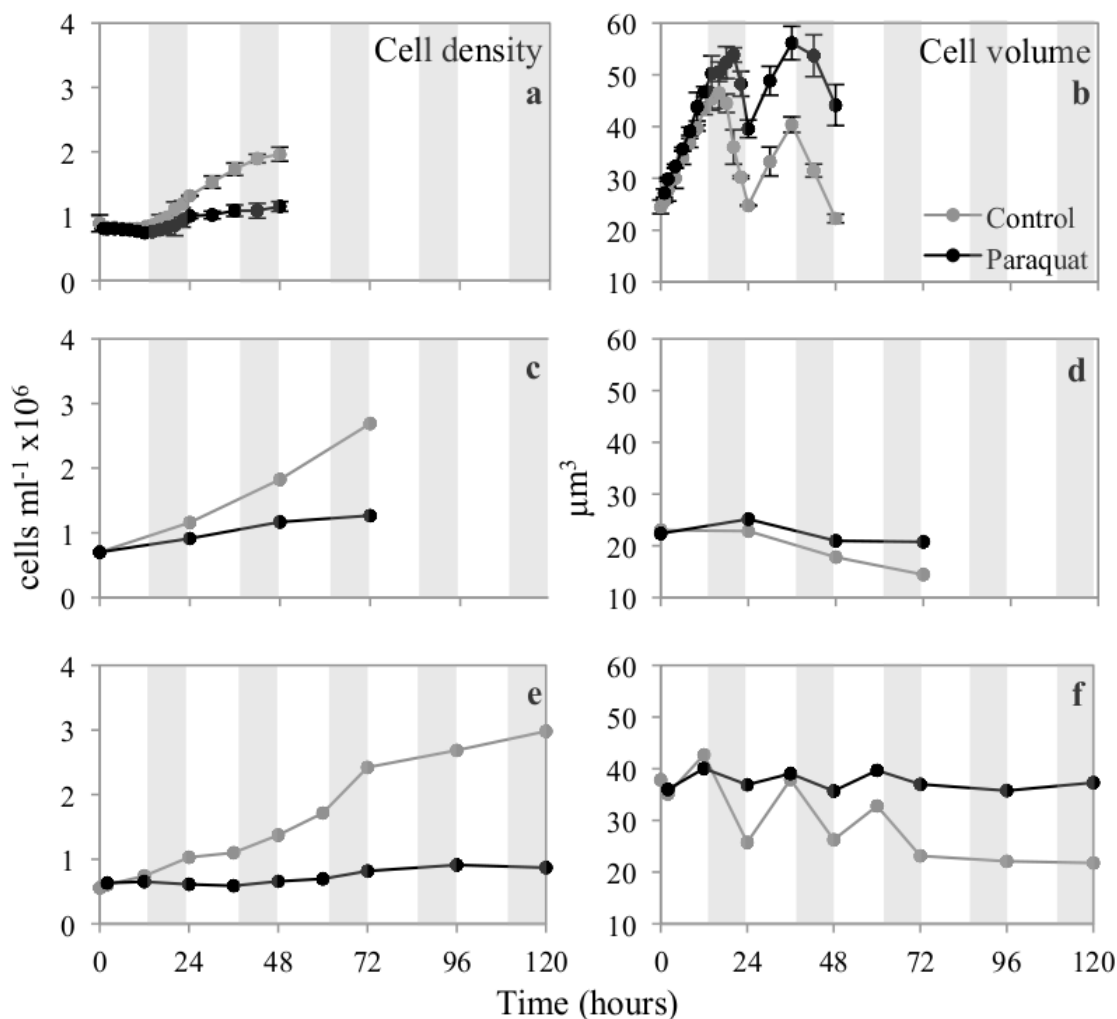 4
3
2
1
0
Cell density
a
60
50
40
30
20
10
Cell volume
b
Control
Paraquat
4
3
2
1
0
c
60
50
40
30
20
10
d
cells ml⁻¹ x10⁶
µm³
4
3
2
1
0
e
60
50
40
30
20
10
f
0 24 48 72 96 120
0 24 48 72 96 120
Time (hours)